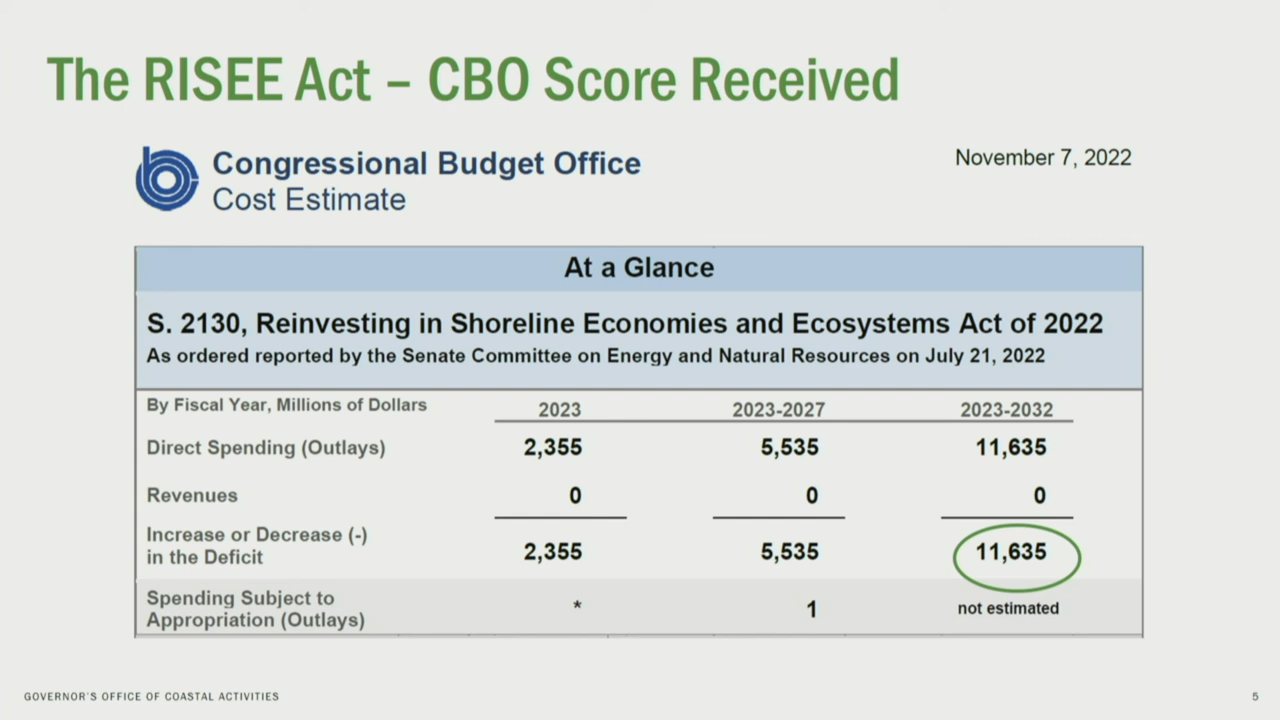 The RISEE Act – CBO Score Received
Congressional Budget Office
Cost Estimate
November 7, 2022
At a Glance
S. 2130, Reinvesting in Shoreline Economies and Ecosystems Act of 2022
As ordered reported by the Senate Committee on Energy and Natural Resources on July 21, 2022
By Fiscal Year, Millions of Dollars 2023 2023-2027 2023-2032
Direct Spending (Outlays) 2,355 5,535 11,635
Revenues 0 0 0
Increase or Decrease (-)
in the Deficit 2,355 5,535 11,635
Spending Subject to
Appropriation (Outlays) * 1 not estimated
GOVERNOR'S OFFICE OF COASTAL ACTIVITIES 5